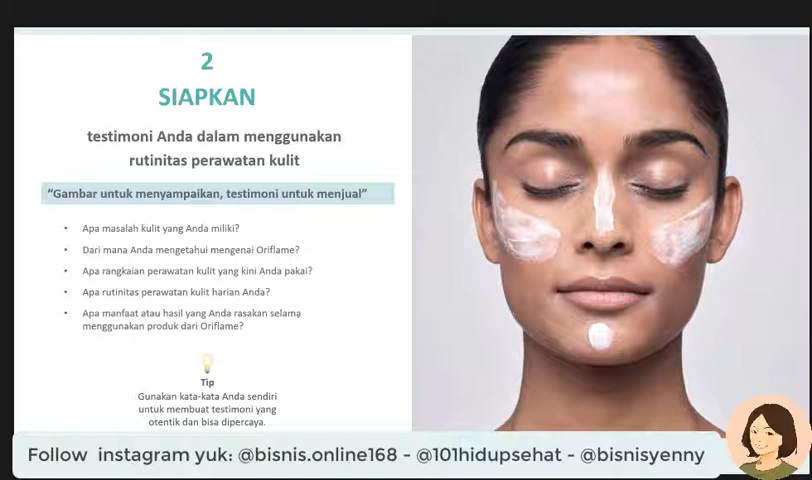 2
SIAPKAN
testimoni Anda dalam menggunakan
rutinitas perawatan kulit
“Gambar untuk menyampaikan, testimoni untuk menjual”
• Apa masalah kulit yang Anda miliki?
• Dari mana Anda mengetahui mengenai Oriflame?
• Apa rangkaian perawatan kulit yang kini Anda pakai?
• Apa rutinitas perawatan kulit harian Anda?
• Apa manfaat atau hasil yang Anda rasakan selama
menggunakan produk dari Oriflame?
Tip
Gunakan kata-kata Anda sendiri
untuk membuat testimoni yang
otentik dan bisa dipercaya.
Follow instagram yuk: @bisnis.online168 - @101hidupsehat - @bisnisyenny